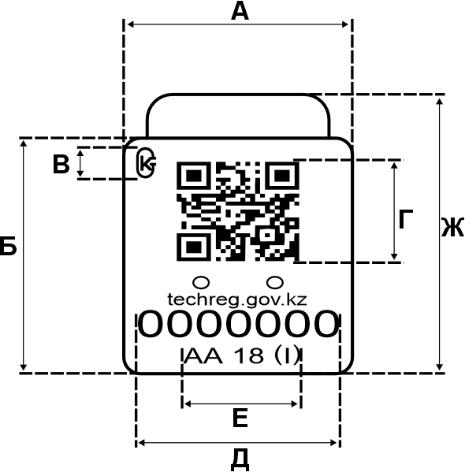 А
В
Б
Г
Ж
techreg.gov.kz
0000000
AA 18 (I)
Е
Д